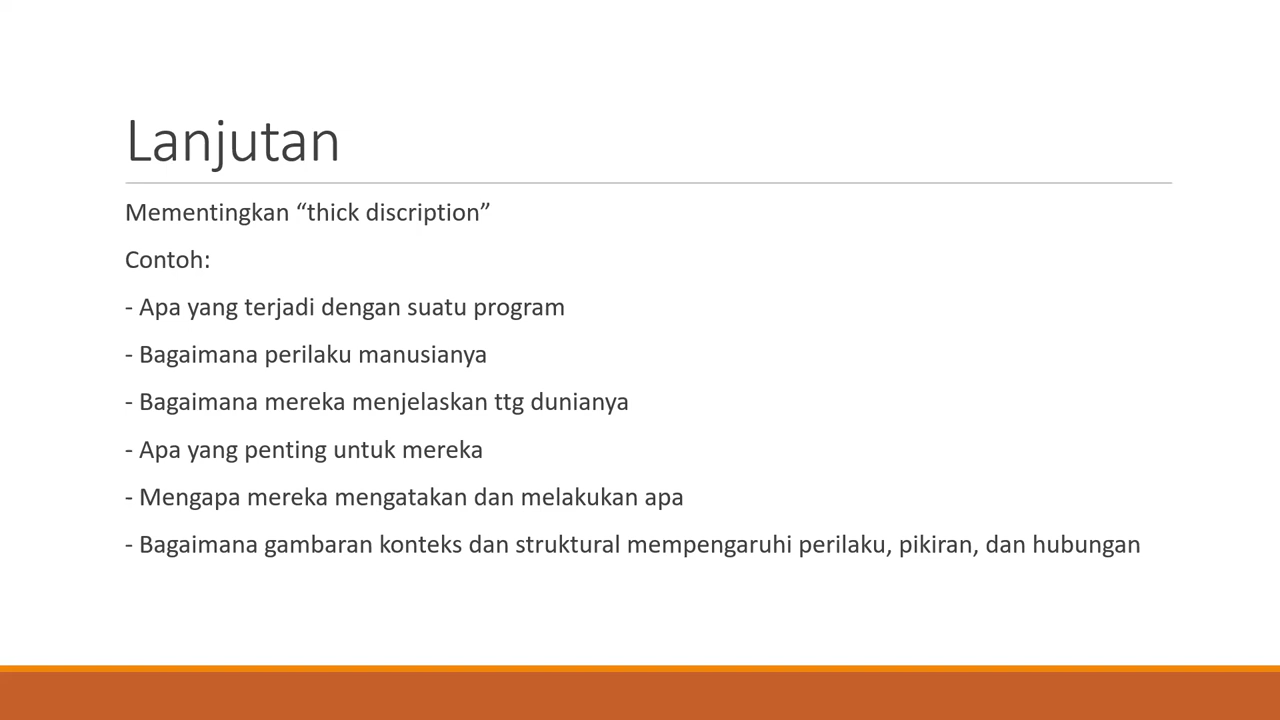 Lanjutan
Mementingkan “thick discription”
Contoh:
- Apa yang terjadi dengan suatu program
- Bagaimana perilaku manusianya
- Bagaimana mereka menjelaskan ttg dunianya
- Apa yang penting untuk mereka
- Mengapa mereka mengatakan dan melakukan apa
- Bagaimana gambaran konteks dan struktural mempengaruhi perilaku, pikiran, dan hubungan